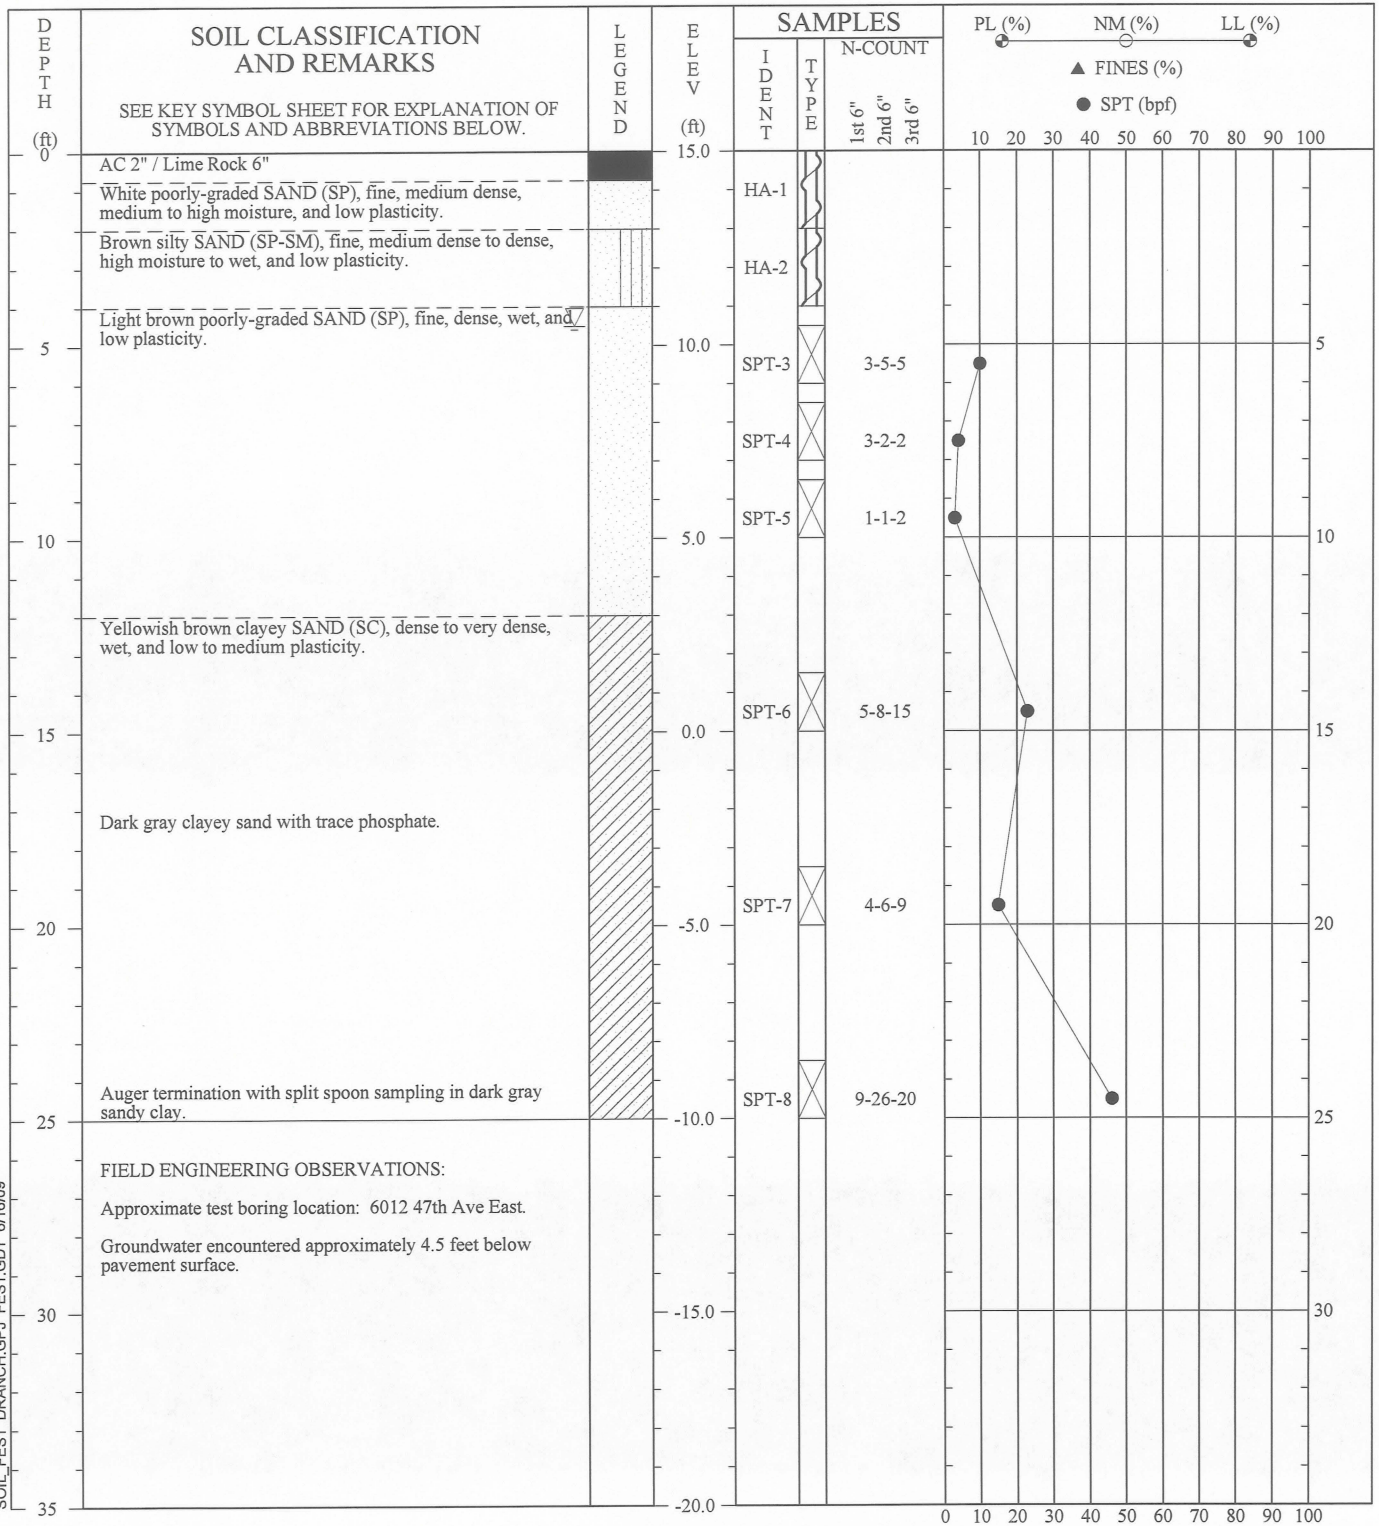 DEPTH
(ft)
SOIL CLASSIFICATION
AND REMARKS
SEE KEY SYMBOL SHEET FOR EXPLANATION OF
SYMBOLS AND ABBREVIATIONS BELOW.
LEGEND
ELEV
(ft)
SAMPLES
IDENT
TYPE
N-COUNT
1st 6"
2nd 6"
3rd 6"
PL (%)
NM (%)
LL (%)
FINES (%)
SPT (bpf)
10 20 30 40 50 60 70 80 90 100
0
15.0
AC 2" / Lime Rock 6"
White poorly-graded SAND (SP), fine, medium dense,
medium to high moisture, and low plasticity.
HA-1
Brown silty SAND (SP-SM), fine, medium dense to dense,
high moisture to wet, and low plasticity.
HA-2
Light brown poorly-graded SAND (SP), fine, dense, wet, and
low plasticity.
5
10.0
5
SPT-3
3-5-5
SPT-4
3-2-2
SPT-5
1-1-2
10
5.0
10
Yellowish brown clayey SAND (SC), dense to very dense,
wet, and low to medium plasticity.
SPT-6
5-8-15
15
0.0
15
Dark gray clayey sand with trace phosphate.
SPT-7
4-6-9
20
-5.0
20
Auger termination with split spoon sampling in dark gray
sandy clay.
SPT-8
9-26-20
25
-10.0
25
FIELD ENGINEERING OBSERVATIONS:
Approximate test boring location: 6012 47th Ave East.
Groundwater encountered approximately 4.5 feet below
pavement surface.
30
-15.0
30
35
-20.0
0 10 20 30 40 50 60 70 80 90 100